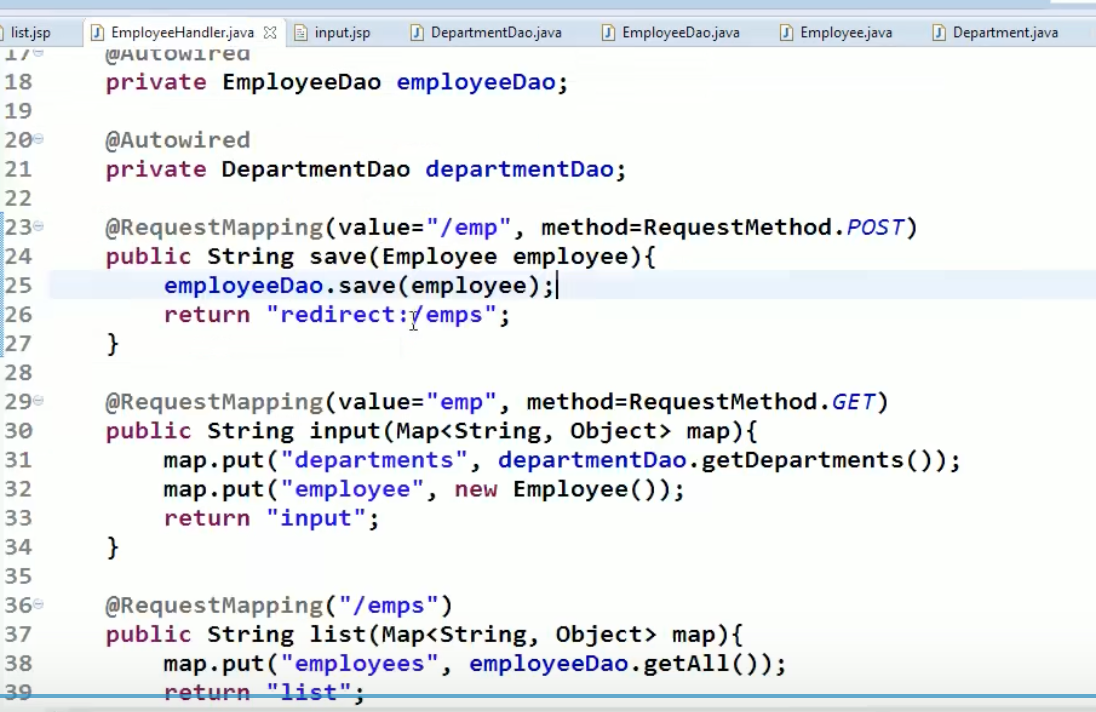 list.jsp EmployeeHandler.java input.jsp DepartmentDao.java EmployeeDao.java Employee.java Department.java
17 @Autowired
18 private EmployeeDao employeeDao;
19
20 @Autowired
21 private DepartmentDao departmentDao;
22
23 @RequestMapping(value="/emp", method=RequestMethod.POST)
24 public String save(Employee employee){
25 employeeDao.save(employee);
26 return "redirect:/emps";
27 }
28
29 @RequestMapping(value="emp", method=RequestMethod.GET)
30 public String input(Map<String, Object> map){
31 map.put("departments", departmentDao.getDepartments());
32 map.put("employee", new Employee());
33 return "input";
34 }
35
36 @RequestMapping("/emps")
37 public String list(Map<String, Object> map){
38 map.put("employees", employeeDao.getAll());
39 return "list";